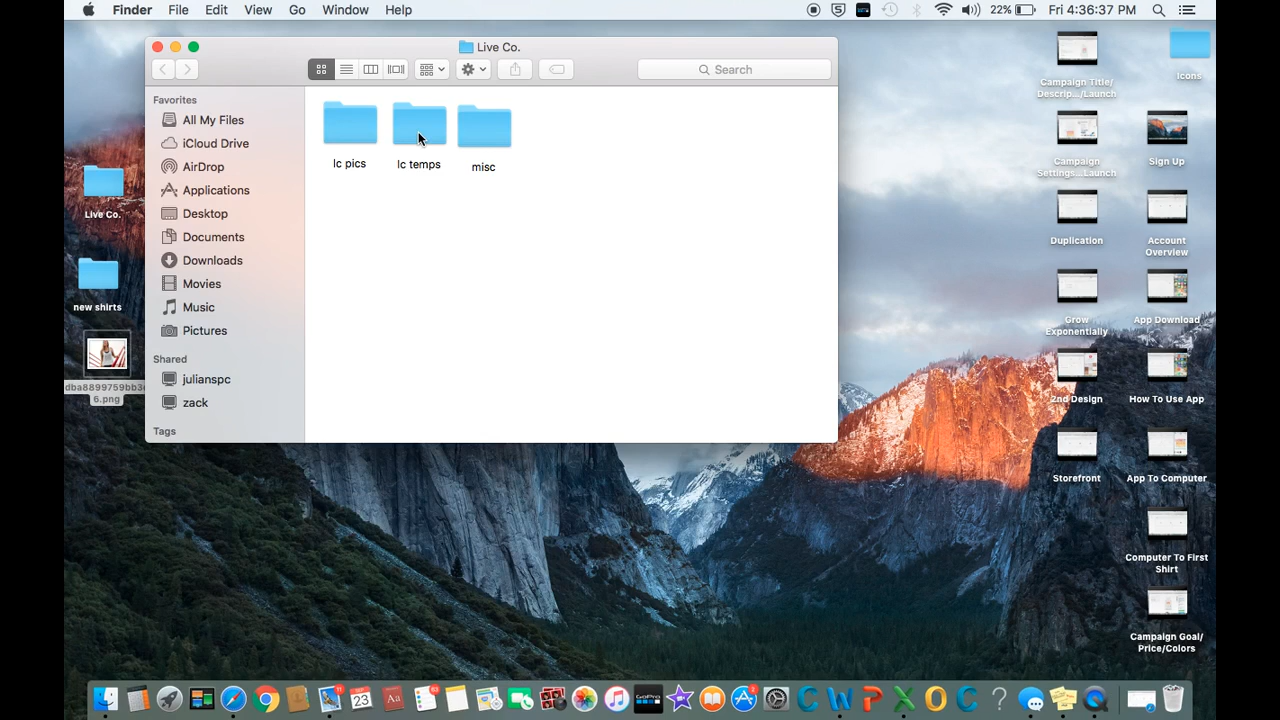 Finder File Edit View Go Window Help
22% Fri 4:36:37 PM
Live Co.
Search
Favorites
All My Files
iCloud Drive
AirDrop
Applications
Desktop
Documents
Downloads
Movies
Music
Pictures
Shared
julianspc
zack
Tags
lc pics
lc temps
misc
Live Co.
new shirts
dba8899759bb3
6.png
Campaign Title/
Descrip.../Launch
Icons
Campaign
Settings...Launch
Sign Up
Duplication
Account
Overview
Grow
Exponentially
App Download
2nd Design
How To Use App
Storefront
App To Computer
Computer To First
Shirt
Campaign Goal/
Price/Colors